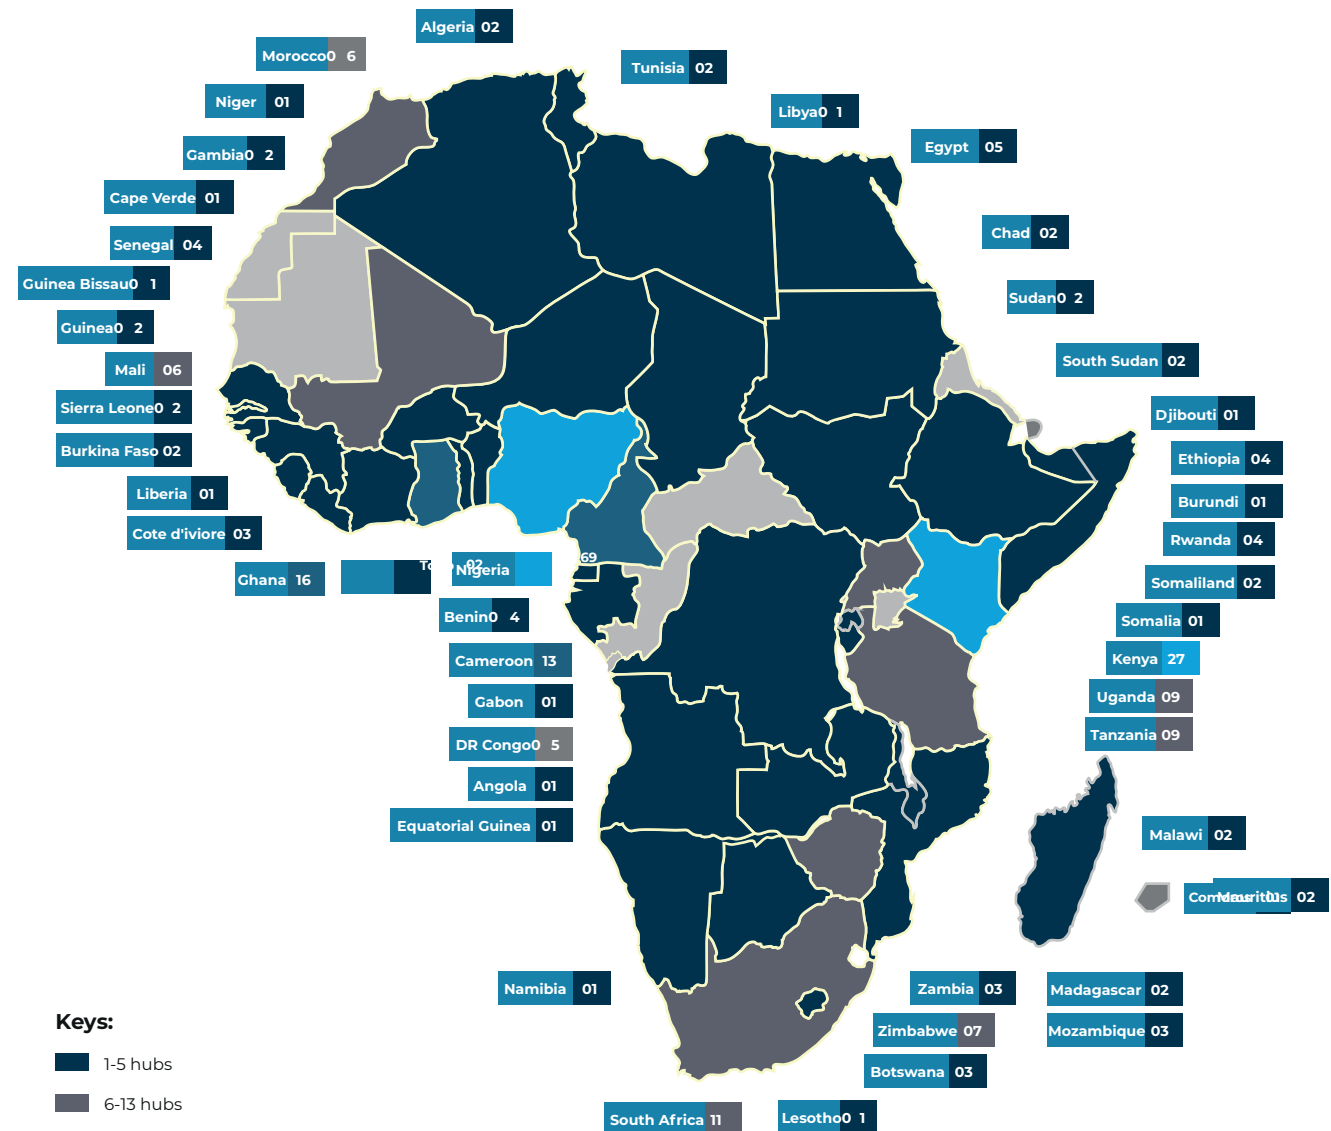 Algeria 02
Morocco0 6
Tunisia 02
Niger 01
Libya0 1
Gambia0 2
Egypt 05
Cape Verde 01
Senegal 04
Chad 02
Guinea Bissau0 1
Sudan0 2
Guinea0 2
South Sudan 02
Mali 06
Sierra Leone0 2
Djibouti 01
Burkina Faso 02
Ethiopia 04
Liberia 01
Burundi 01
Cote d'iviore 03
Rwanda 04
Ghana 16
02
Nigeria
69
Somaliland 02
Benin0 4
Somalia 01
Cameroon 13
Kenya 27
Gabon 01
Uganda 09
DR Congo0 5
Tanzania 09
Angola 01
Equatorial Guinea 01
Malawi 02
Mauritius 02
Namibia 01
Zambia 03
Madagascar 02
Zimbabwe 07
Mozambique 03
Botswana 03
South Africa 11
Lesotho0 1
Keys:
1-5 hubs
6-13 hubs